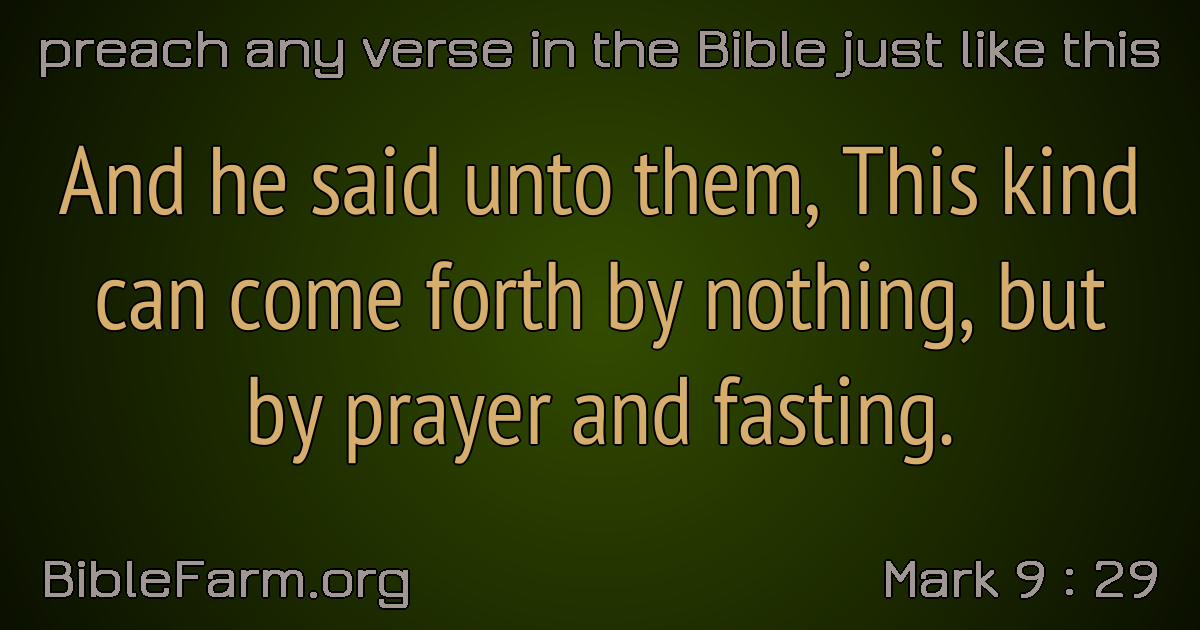 preach any verse in the Bible just like this
And he said unto them, This kind
can come forth by nothing, but
by prayer and fasting.
BibleFarm.org
Mark 9 : 29